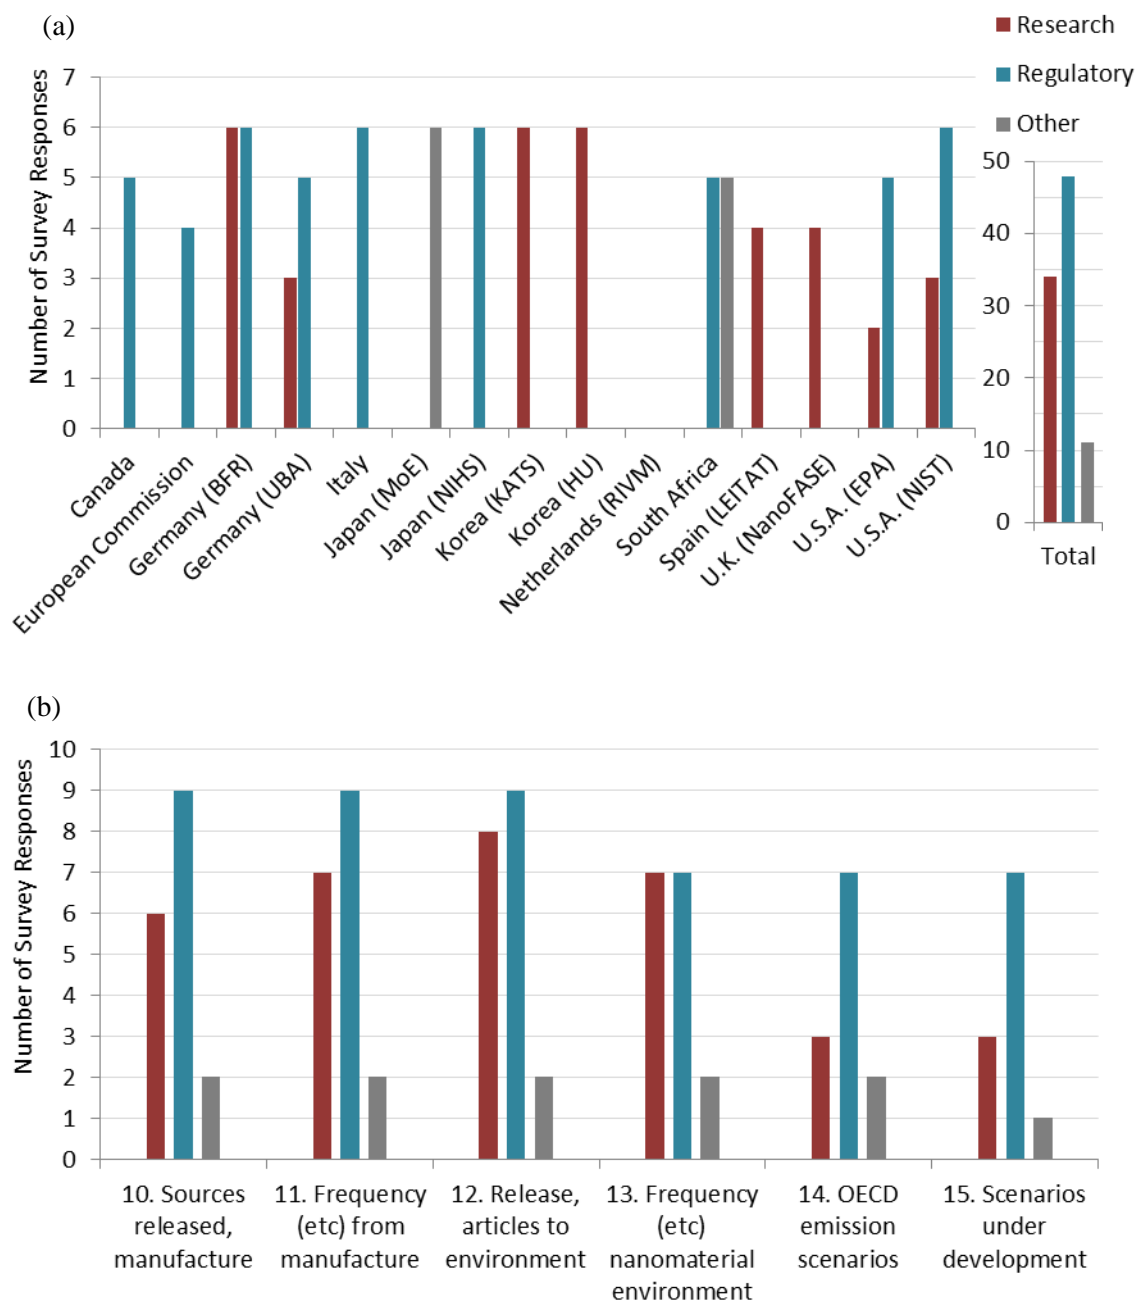 (a)
Research
Regulatory
Other
Number of Survey Responses
7
6
5
4
3
2
1
0
Canada
European Commission
Germany (BFR)
Germany (UBA)
Italy
Japan (MoE)
Japan (NIHS)
Korea (KATS)
Korea (HU)
Netherlands (RIVM)
South Africa
Spain (LEITAT)
U.K. (NanoFASE)
U.S.A. (EPA)
U.S.A. (NIST)
50
40
30
20
10
0
Total
(b)
Number of Survey Responses
10
9
8
7
6
5
4
3
2
1
0
10. Sources
released,
manufacture
11. Frequency
(etc) from
manufacture
12. Release,
articles to
environment
13. Frequency
(etc)
nanomaterial
environment
14. OECD
emission
scenarios
15. Scenarios
under
development